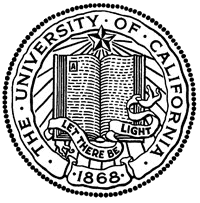 · THE · UNIVERSITY · OF · CALIFORNIA ·
A
LET THERE BE
LIGHT
· 1868 ·